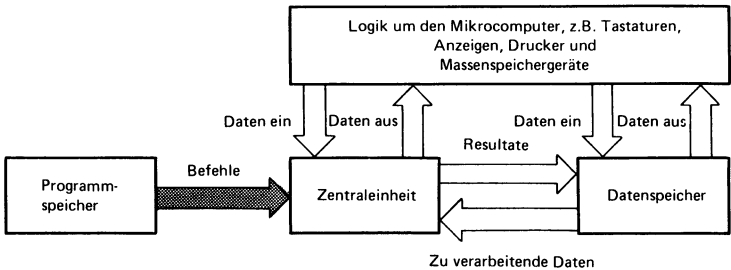 Logik um den Mikrocomputer, z.B. Tastaturen,
Anzeigen, Drucker und
Massenspeichergeräte
Daten ein
Daten aus
Daten ein
Daten aus
Resultate
Befehle
Programm-
speicher
Zentraleinheit
Datenspeicher
Zu verarbeitende Daten